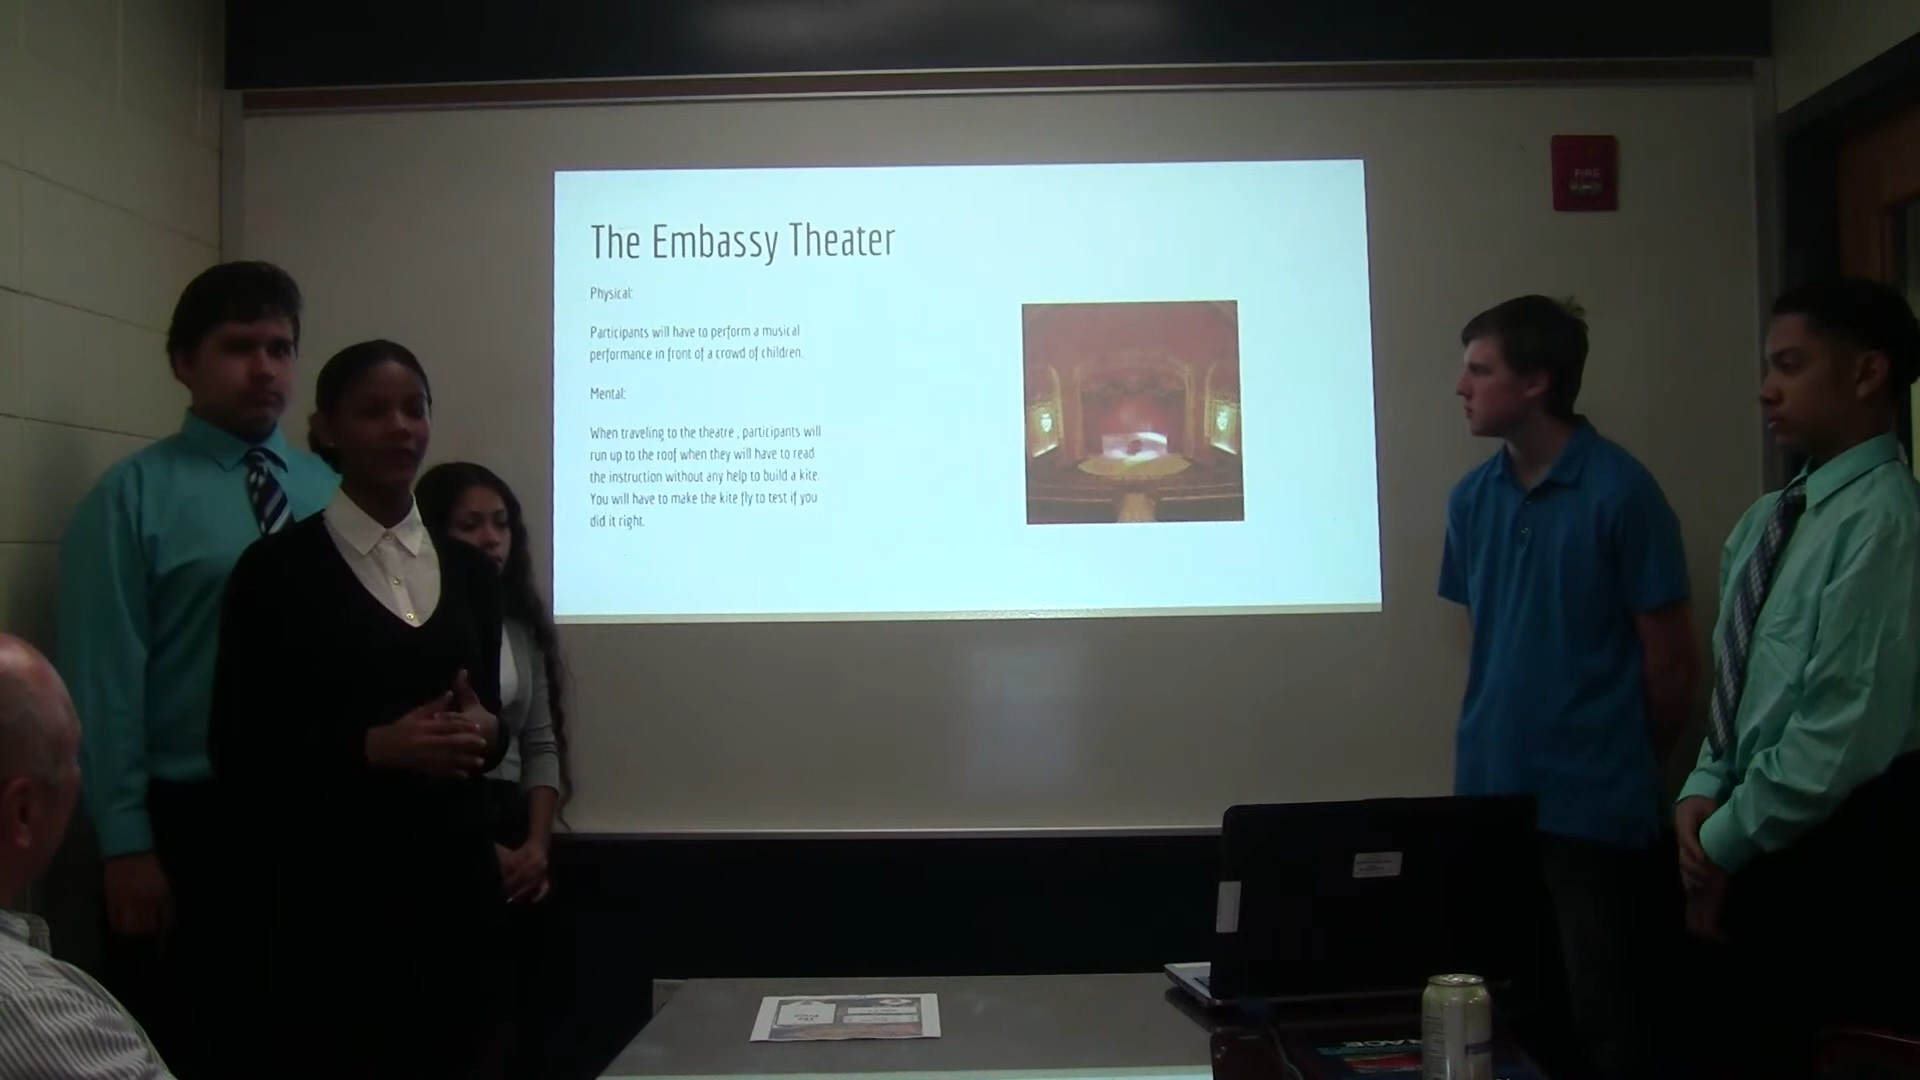 The Embassy Theater
Physical:
Participants will have to perform a musical
performance in front of a crowd of children.
Mental:
When traveling to the theatre , participants will
run up to the roof when they will have to read
the instruction without any help to build a kite.
You will have to make the kite fly to test if you
did it right.
FIRE